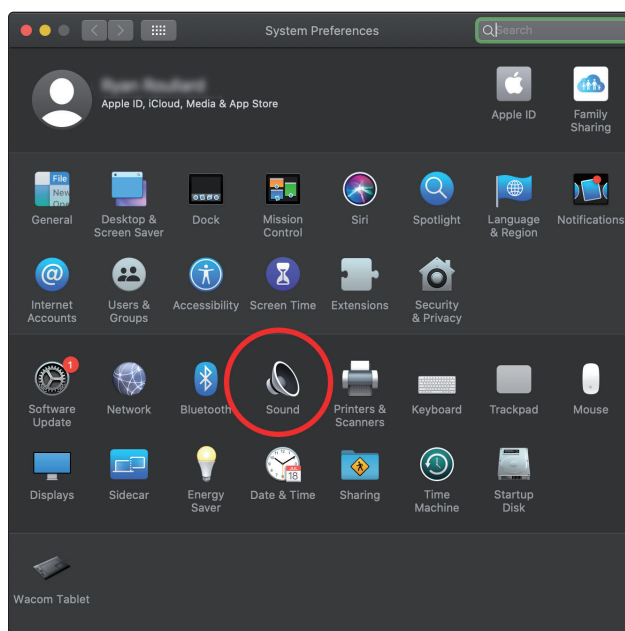 System Preferences
Search
Apple ID, iCloud, Media & App Store
Apple ID
Family
Sharing
File
New
General
Desktop &
Screen Saver
Dock
Mission
Control
Siri
Spotlight
Language
& Region
Notifications
Internet
Accounts
Users &
Groups
Accessibility
Screen Time
Extensions
Security
& Privacy
1
Software
Update
Network
Bluetooth
Sound
Printers &
Scanners
Keyboard
Trackpad
Mouse
JUL
18
Displays
Sidecar
Energy
Saver
Date & Time
Sharing
Time
Machine
Startup
Disk
Wacom Tablet